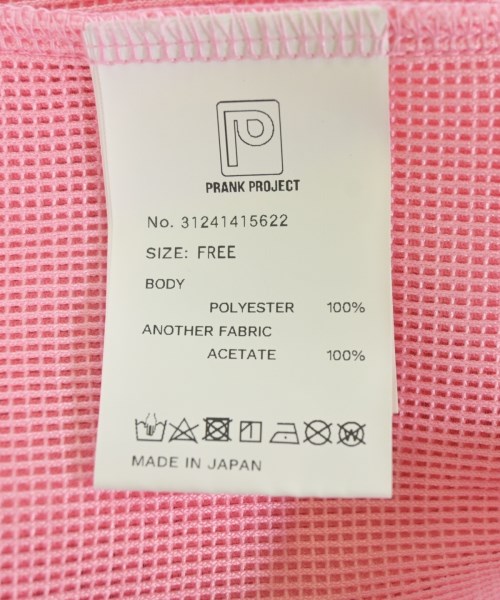 PRANK PROJECT
No. 31241415622
SIZE: FREE
BODY
POLYESTER 100%
ANOTHER FABRIC
ACETATE 100%
MADE IN JAPAN